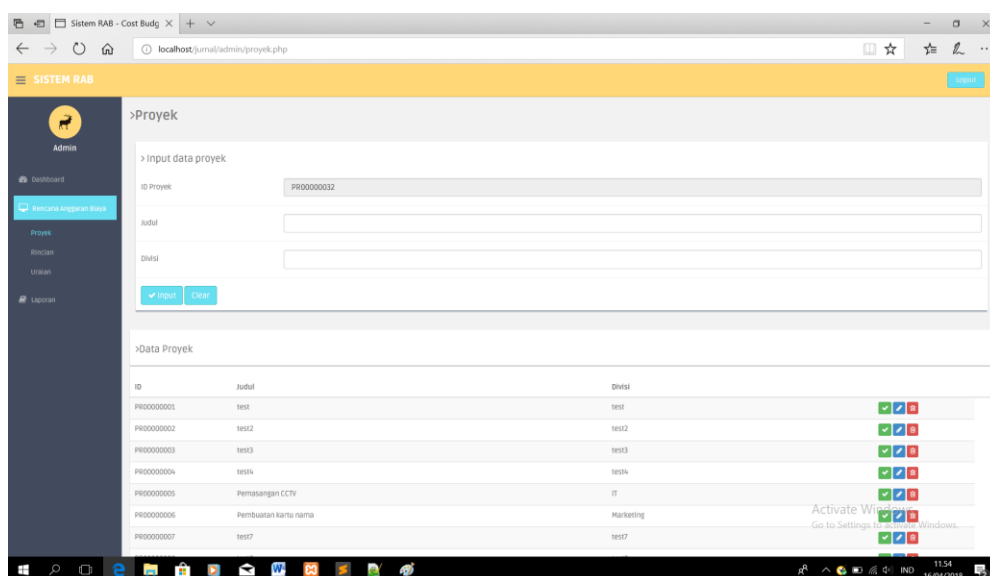 Sistem RAB - Cost Budg
localhost/jurnal/admin/proyek.php
SISTEM RAB
Logout
Admin
Dashboard
Rencana Anggaran Biaya
Proyek
Rincian
Uraian
Laporan
>Proyek
> Input data proyek
ID Proyek PR00000032
Judul
Divisi
Input Clear
>Data Proyek
ID Judul Divisi
PR00000001 test test
PR00000002 test2 test2
PR00000003 test3 test3
PR00000004 test4 test4
PR00000005 Pemasangan CCTV IT
PR00000006 Pembuatan kartu nama Marketing
PR00000007 test7 test7
Activate Windows
Go to Settings to activate Windows.
IND
11.54
16/04/2018